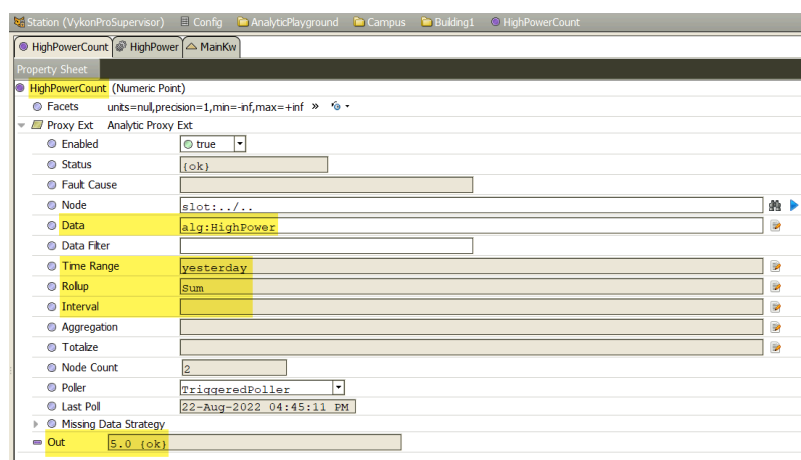 Station (VykonProSupervisor) Config AnalyticPlayground Campus Building1 HighPowerCount
HighPowerCount HighPower MainKw
Property Sheet
HighPowerCount (Numeric Point)
Facets units=null,precision=1,min=-inf,max=+inf »
Proxy Ext Analytic Proxy Ext
Enabled true
Status {ok}
Fault Cause
Node slot:../..
Data alg:HighPower
Data Filter
Time Range yesterday
Rollup Sum
Interval
Aggregation
Totalize
Node Count 2
Poller TriggeredPoller
Last Poll 22-Aug-2022 04:45:11 PM
Missing Data Strategy
Out 5.0 {ok}